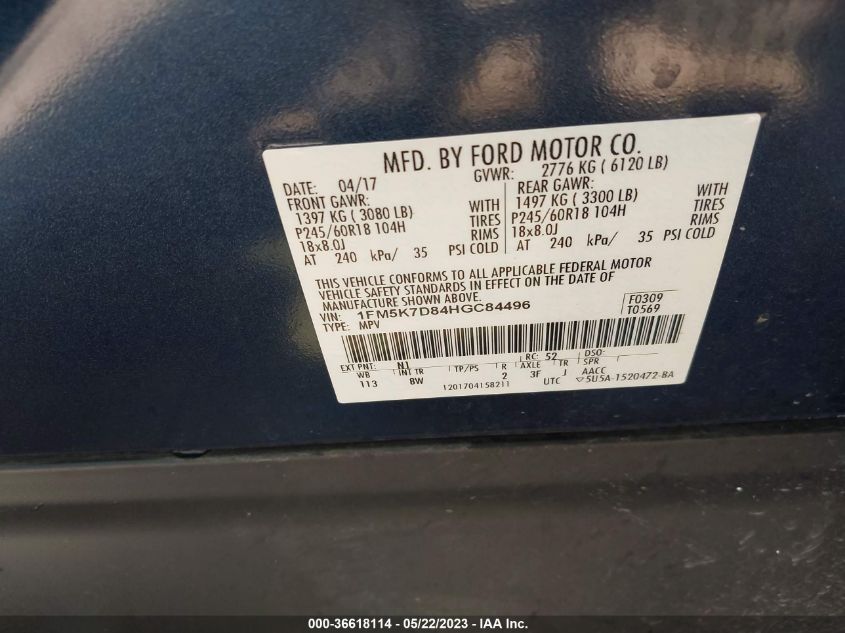 MFD. BY FORD MOTOR CO.
DATE: 04/17 GVWR: 2776 KG ( 6120 LB)
FRONT GAWR: REAR GAWR:
1397 KG ( 3080 LB) WITH 1497 KG ( 3300 LB) WITH
P245/60R18 104H TIRES P245/60R18 104H TIRES
18x8.0J RIMS 18x8.0J RIMS
AT 240 kPa/ 35 PSI COLD AT 240 kPa/ 35 PSI COLD
THIS VEHICLE CONFORMS TO ALL APPLICABLE FEDERAL MOTOR
VEHICLE SAFETY STANDARDS IN EFFECT ON THE DATE OF
MANUFACTURE SHOWN ABOVE.
VIN: 1FM5K7D84HGC84496 F0309
TYPE: MPV T0569
EXT PNT: N1 RC: 52 DSO:
WB INT TR TP/PS R AXLE TR SPR
113 8W 2 3F J AACC
1201704158211 UTC ▽5U5A-1520472-BA
000-36618114 - 05/22/2023 - IAA Inc.